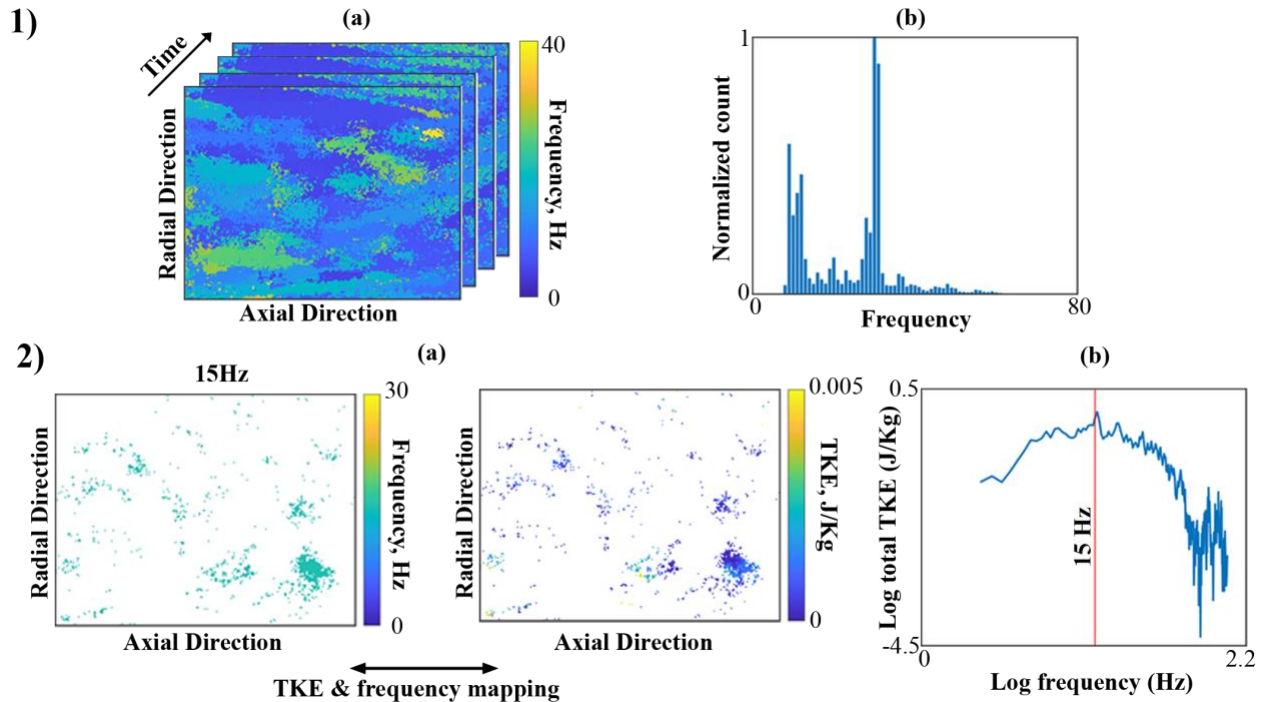 1)
(a)
Time
Radial Direction
Axial Direction
40
Frequency, Hz
0
(b)
1
Normalized count
0
0
80
Frequency
2)
(a)
15Hz
Radial Direction
Axial Direction
30
Frequency, Hz
0
Radial Direction
Axial Direction
0.005
TKE, J/Kg
0
TKE & frequency mapping
(b)
0.5
Log total TKE (J/Kg)
15 Hz
-4.5
0
2.2
Log frequency (Hz)